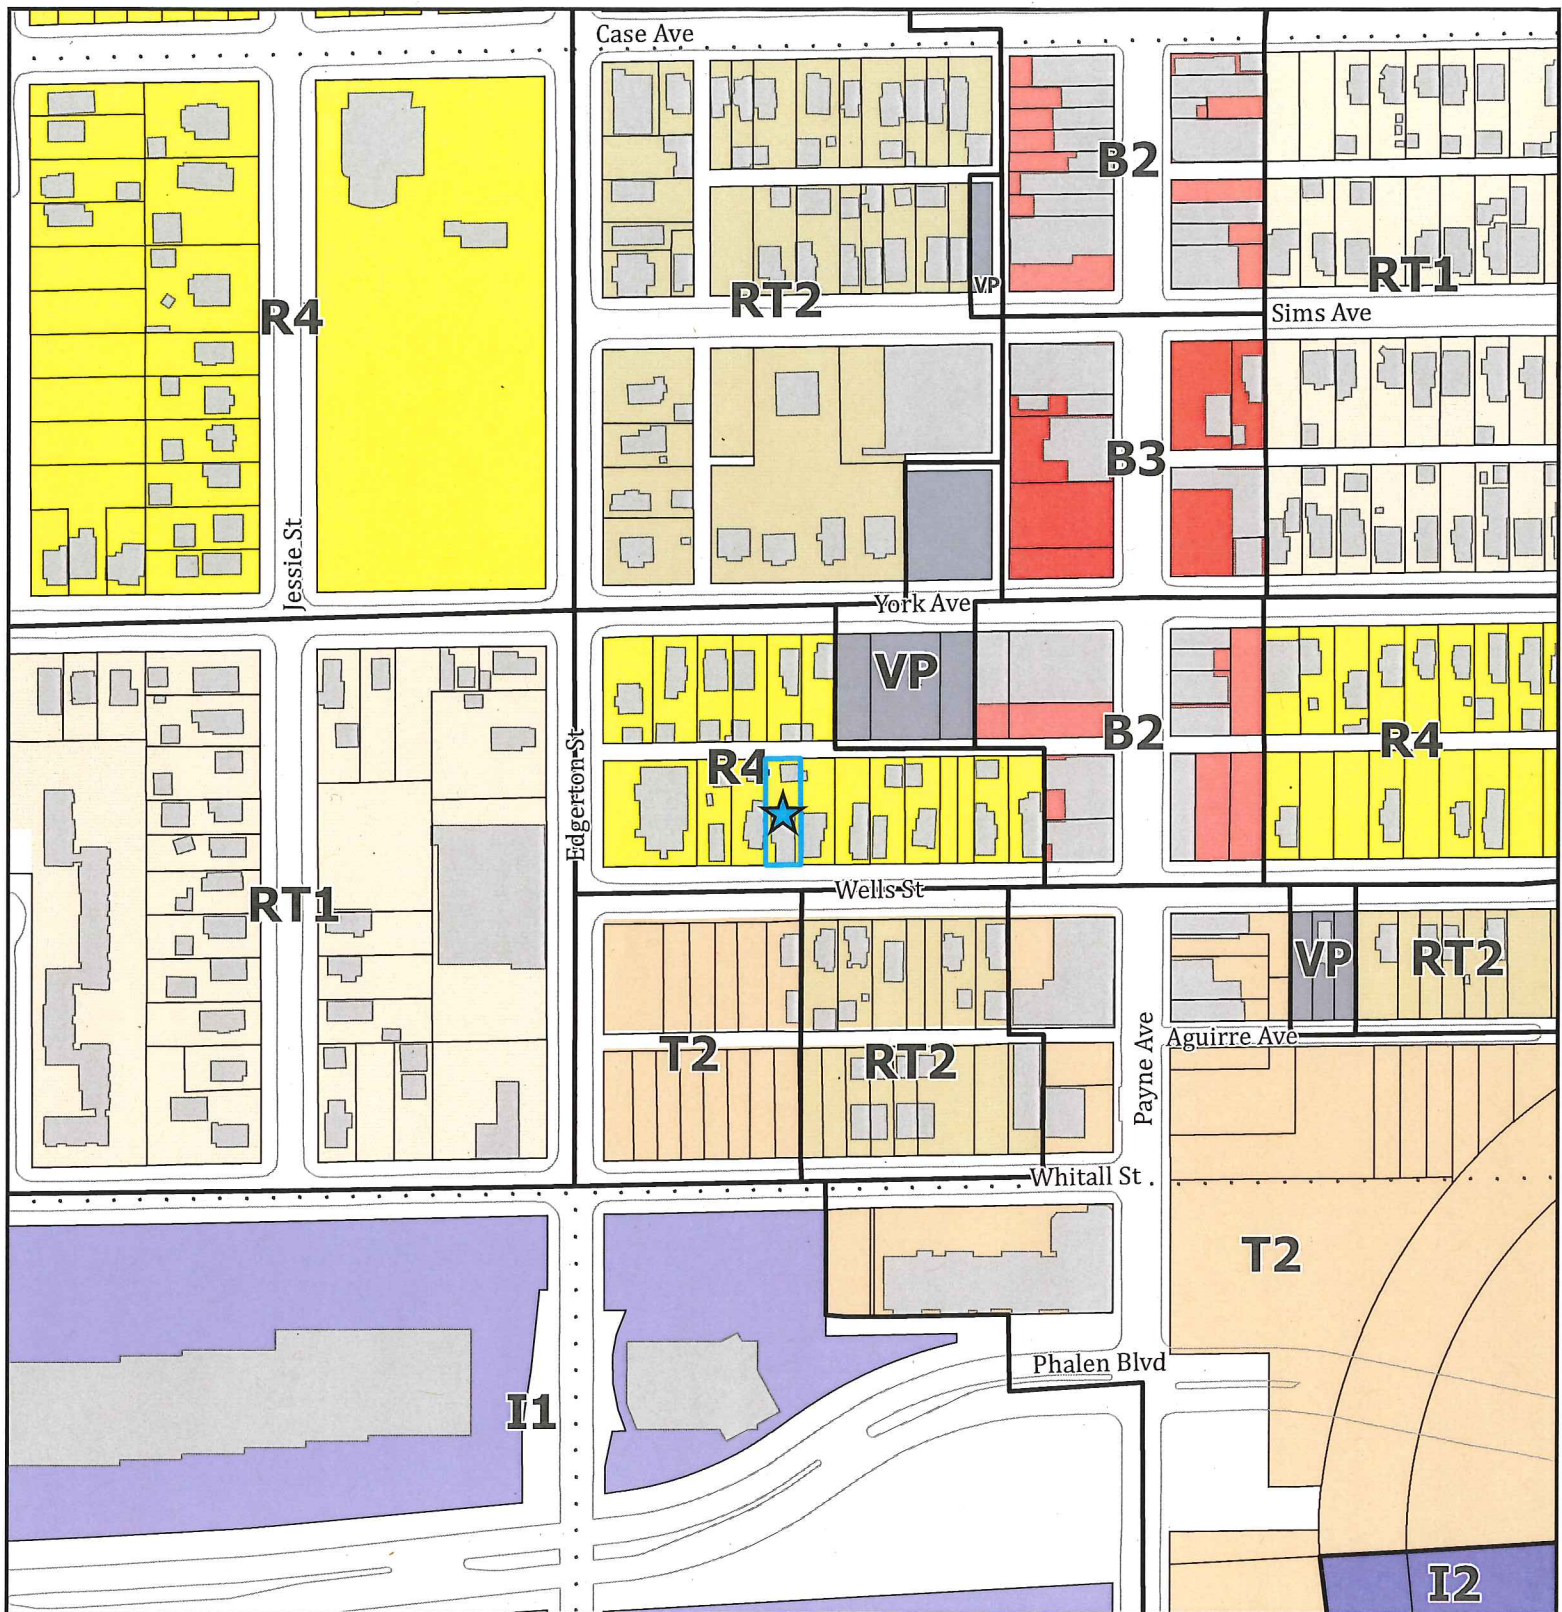 Case Ave
B2
RT1
R4
RT2
VP
Sims Ave
B3
Jessie St
York Ave
VP
B2
R4
R4
Edgerton St
Wells St
RT1
VP
RT2
T2
RT2
Payne Ave
Aguirre Ave
Whitall St
T2
Phalen Blvd
I1
I2